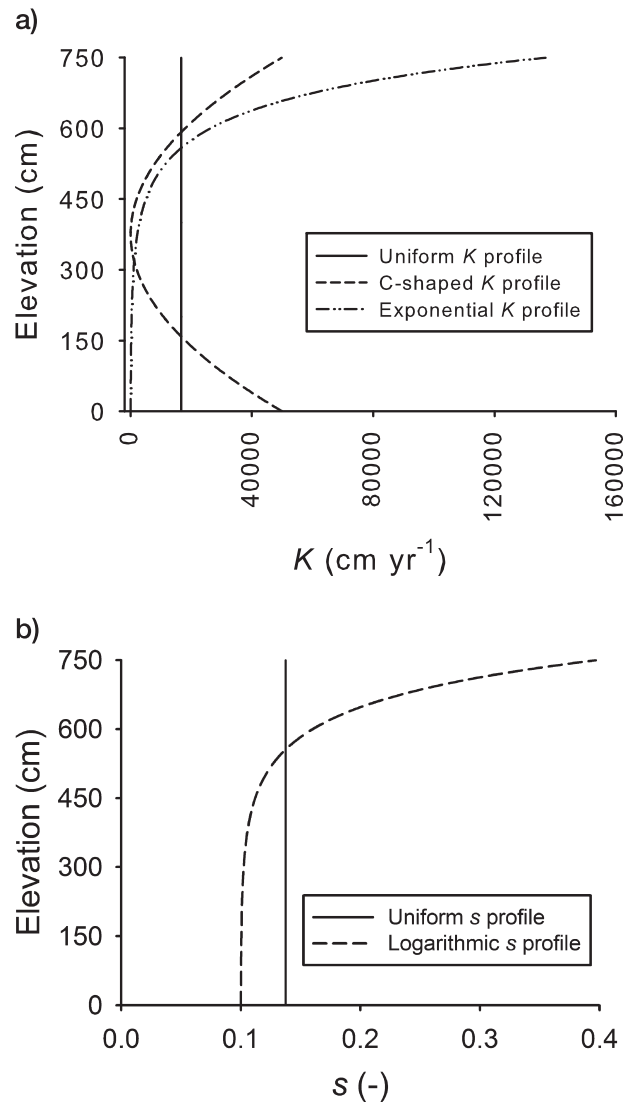 a)
750
600
450
300
150
0
Elevation (cm)
Uniform K profile
C-shaped K profile
Exponential K profile
0
40000
80000
120000
160000
K (cm yr-1)
b)
750
600
450
300
150
0
Elevation (cm)
Uniform s profile
Logarithmic s profile
0.0 0.1 0.2 0.3 0.4
s (-)